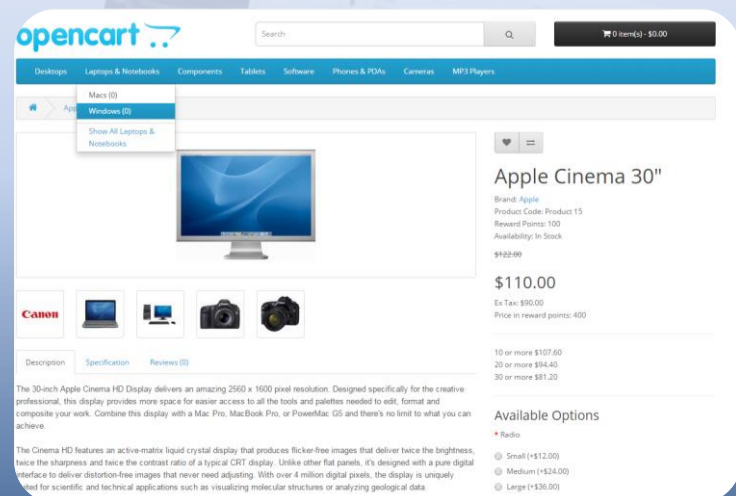 opencart
Search
0 item(s) - $0.00
Desktops Laptops & Notebooks Components Tablets Software Phones & PDAs Cameras MP3 Players
Macs (0)
Windows (0)
Show All Laptops &
Notebooks
Apple Cinema 30"
Brand: Apple
Product Code: Product 15
Reward Points: 100
Availability: In Stock
$122.00
$110.00
Ex Tax: $90.00
Price in reward points: 400
Canon
10 or more $107.60
20 or more $94.40
30 or more $81.20
Description Specification Reviews (0)
The 30-inch Apple Cinema HD Display delivers an amazing 2560 x 1600 pixel resolution. Designed specifically for the creative
professional, this display provides more space for easier access to all the tools and palettes needed to edit, format and
composite your work. Combine this display with a Mac Pro, MacBook Pro, or PowerMac G5 and there's no limit to what you can
achieve.
The Cinema HD features an active-matrix liquid crystal display that produces flicker-free images that deliver twice the brightness,
twice the sharpness and twice the contrast ratio of a typical CRT display. Unlike other flat panels, it's designed with a pure digital
interface to deliver distortion-free images that never need adjusting. With over 4 million digital pixels, the display is uniquely
for scientific and technical applications such as visualizing molecular structures or analyzing geological data.
Available Options
* Radio
Small (+$12.00)
Medium (+$24.00)
Large (+$36.00)